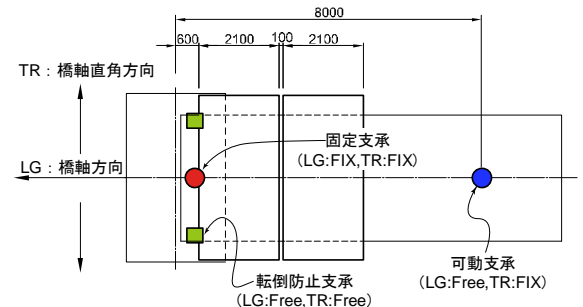 8000
600 2100 100 2100
TR：橋軸直角方向
固定支承
(LG:FIX,TR:FIX)
LG：橋軸方向
可動支承
(LG:Free,TR:FIX)
転倒防止支承
(LG:Free,TR:Free)